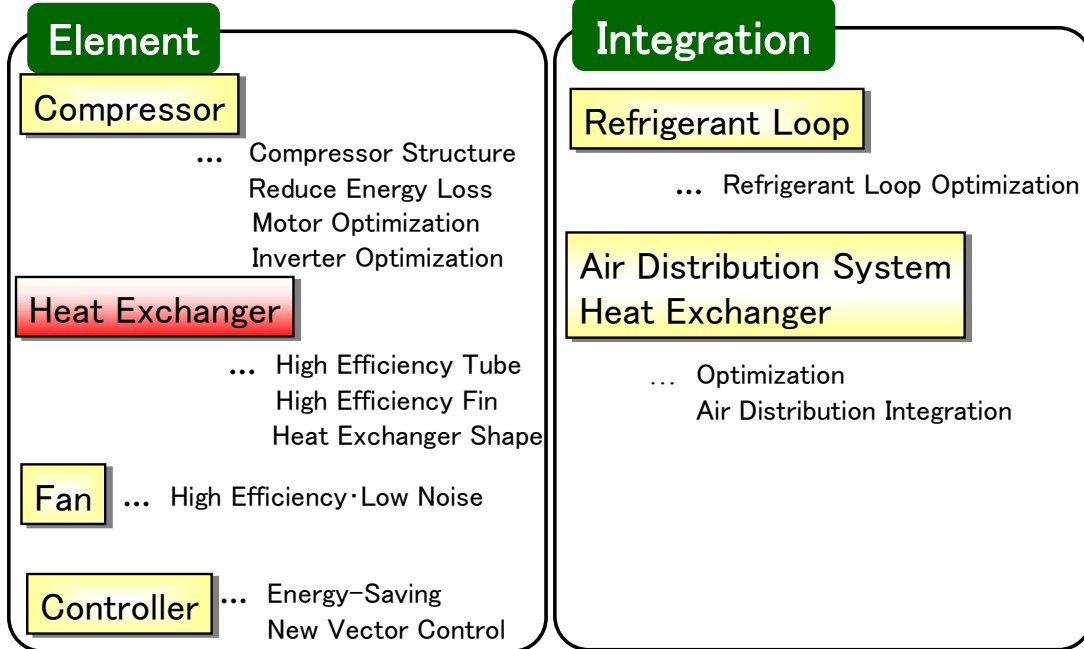 Element
Compressor
... Compressor Structure
Reduce Energy Loss
Motor Optimization
Inverter Optimization
Heat Exchanger
... High Efficiency Tube
High Efficiency Fin
Heat Exchanger Shape
Fan ... High Efficiency・Low Noise
Controller ... Energy-Saving
New Vector Control
Integration
Refrigerant Loop
... Refrigerant Loop Optimization
Air Distribution System
Heat Exchanger
... Optimization
Air Distribution Integration